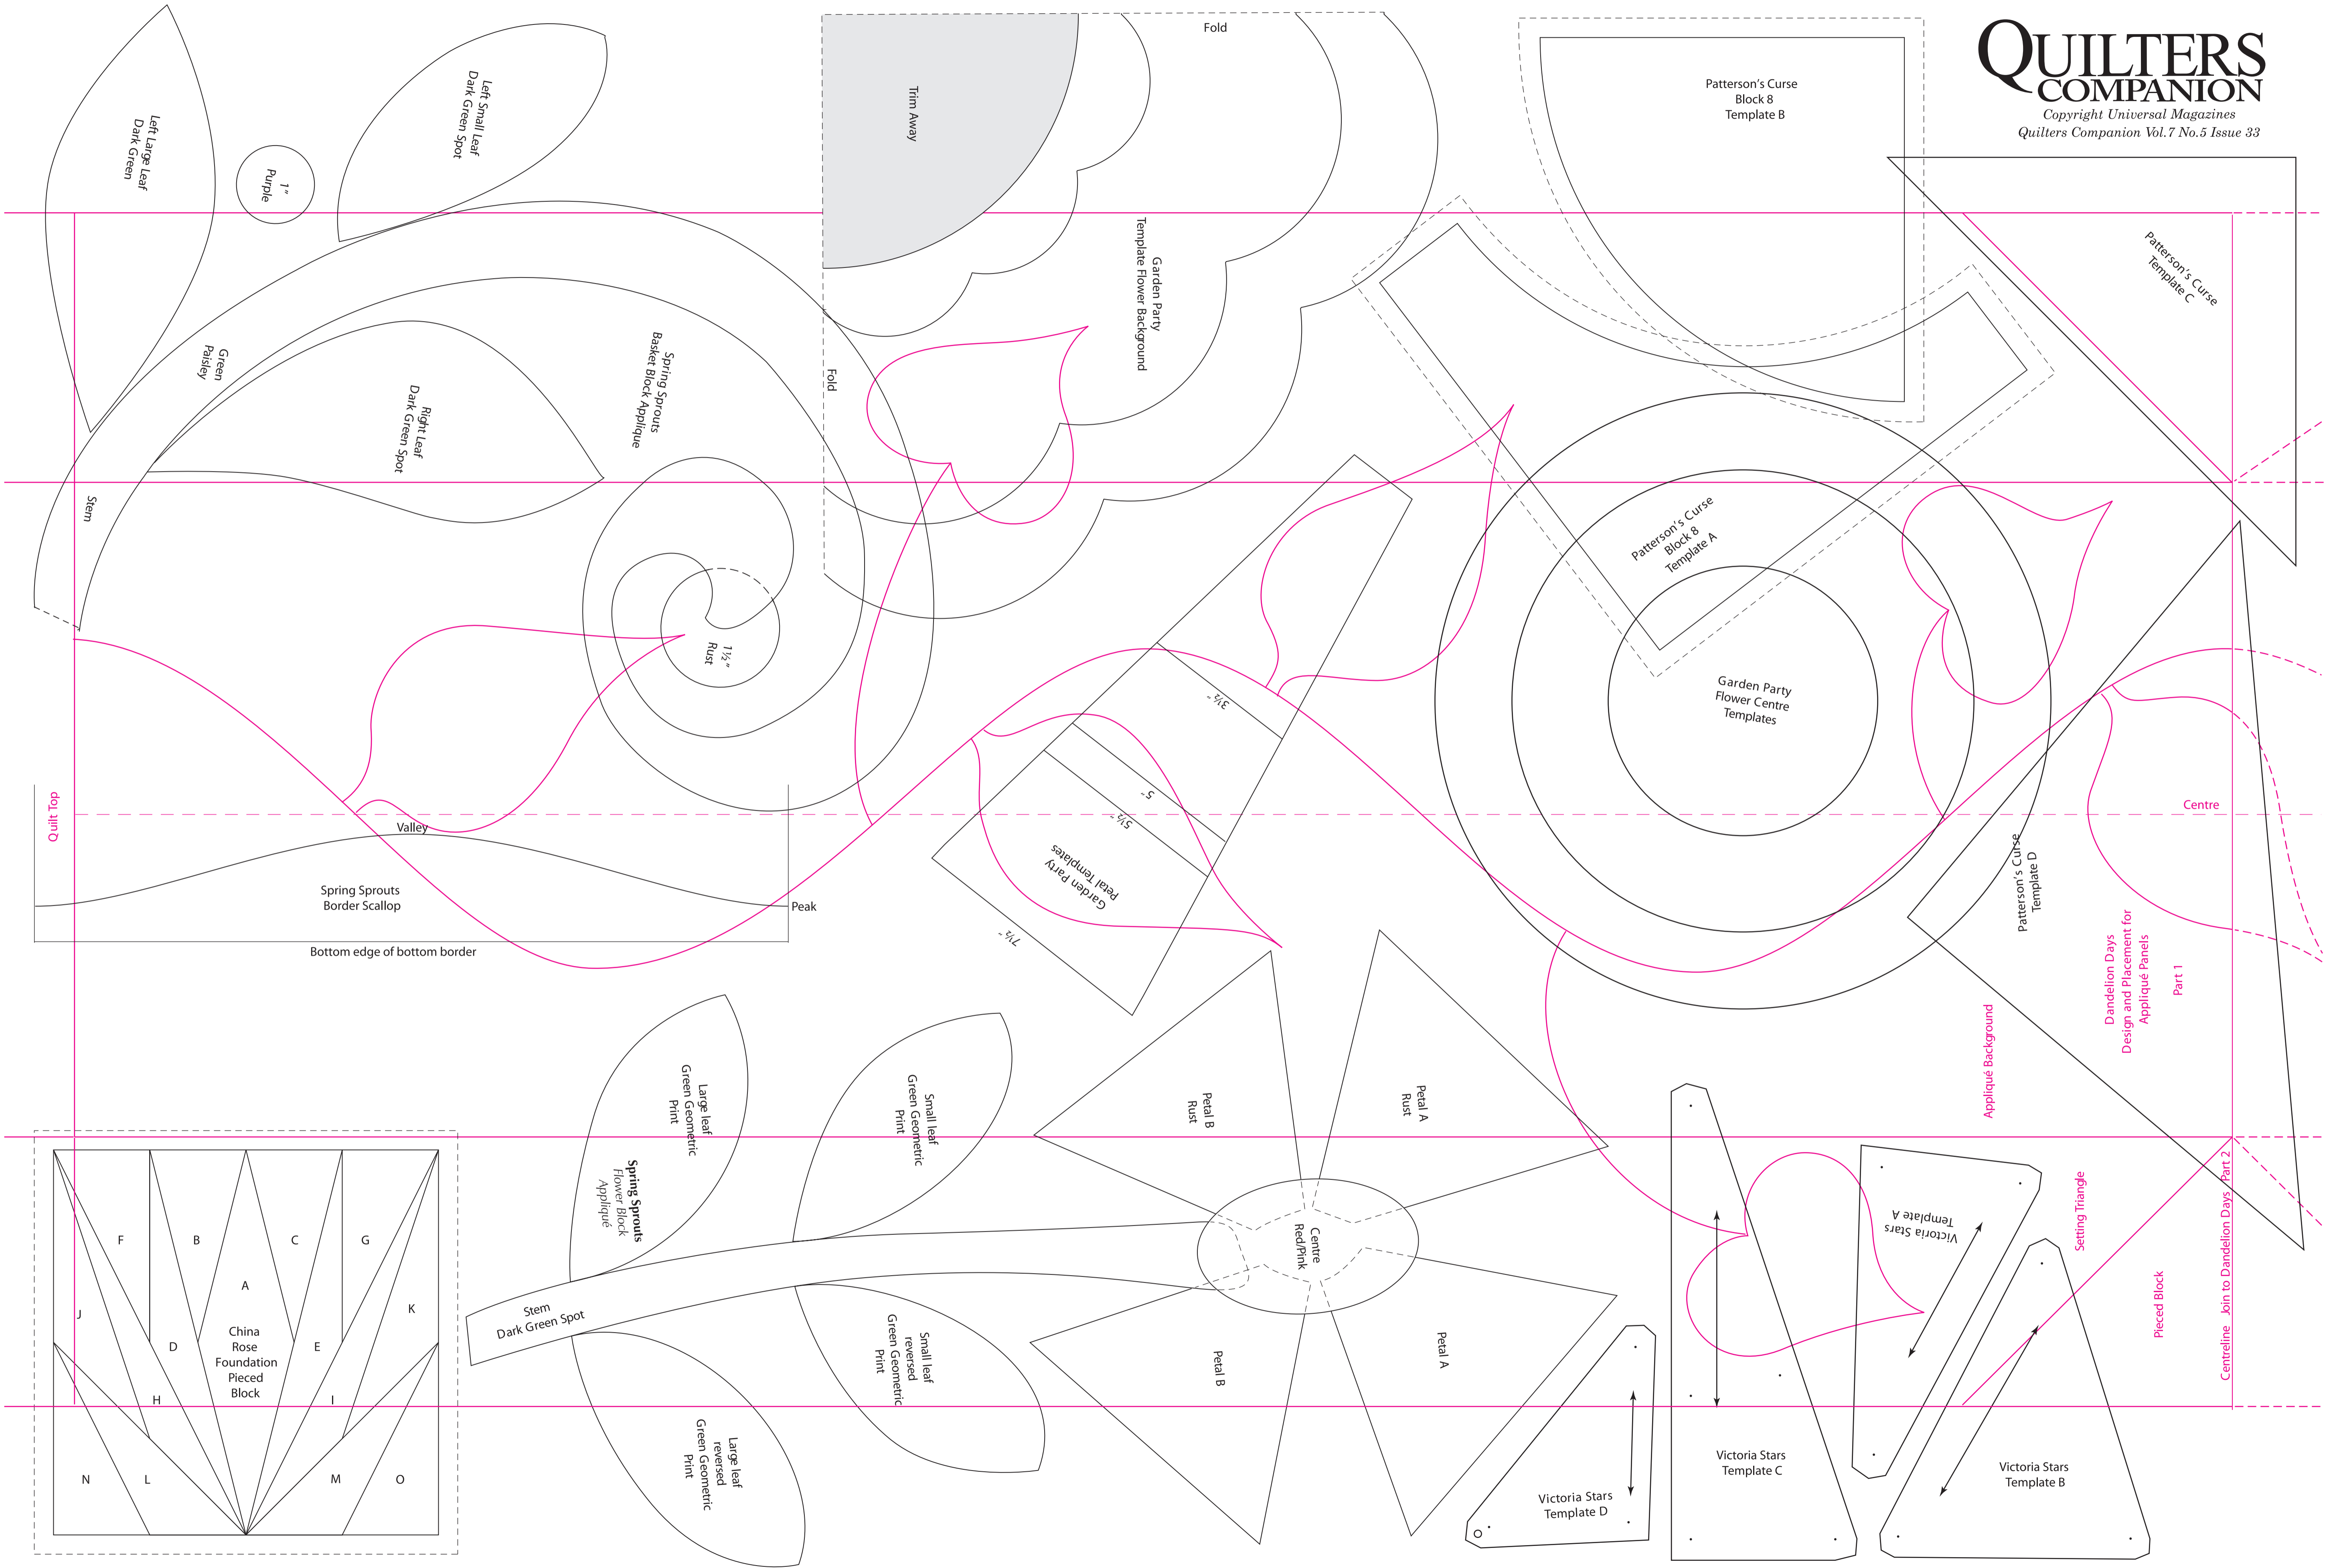 QUILTERS
COMPANION
Copyright Universal Magazines
Quilters Companion Vol.7 No.5 Issue 33
Left Large Leaf
Dark Green
1"
Purple
Left Small Leaf
Dark Green Spot
Trim Away
Fold
Patterson's Curse
Block 8
Template B
Garden Party
Template Flower Background
Patterson's Curse
Template C
Green
Paisley
Right Leaf
Dark Green Spot
Spring Sprouts
Basket Block Applique
Fold
Stem
Patterson's Curse
Block 8
Template A
1½"
Rust
3½"
5"
5½"
Garden Party
Petal Templates
7½"
Garden Party
Flower Centre
Templates
Quilt Top
Valley
Spring Sprouts
Border Scallop
Peak
Bottom edge of bottom border
Centre
Patterson's Curse
Template D
Dandelion Days
Design and Placement for
Appliqué Panels
Part 1
Appliqué Background
Large leaf
Green Geometric
Print
Small leaf
Green Geometric
Print
Spring Sprouts
Flower Block
Appliqué
Petal B
Rust
Petal A
Rust
Centre
Red/Pink
Stem
Dark Green Spot
Small leaf
reversed
Green Geometric
Print
Large leaf
reversed
Green Geometric
Print
Petal B
Petal A
F
B
C
G
A
J
K
D
E
China
Rose
Foundation
Pieced
Block
H
I
N
L
M
O
Victoria Stars
Template A
Setting Triangle
Pieced Block
Centreline Join to Dandelion Days Part 2
Victoria Stars
Template D
Victoria Stars
Template C
Victoria Stars
Template B